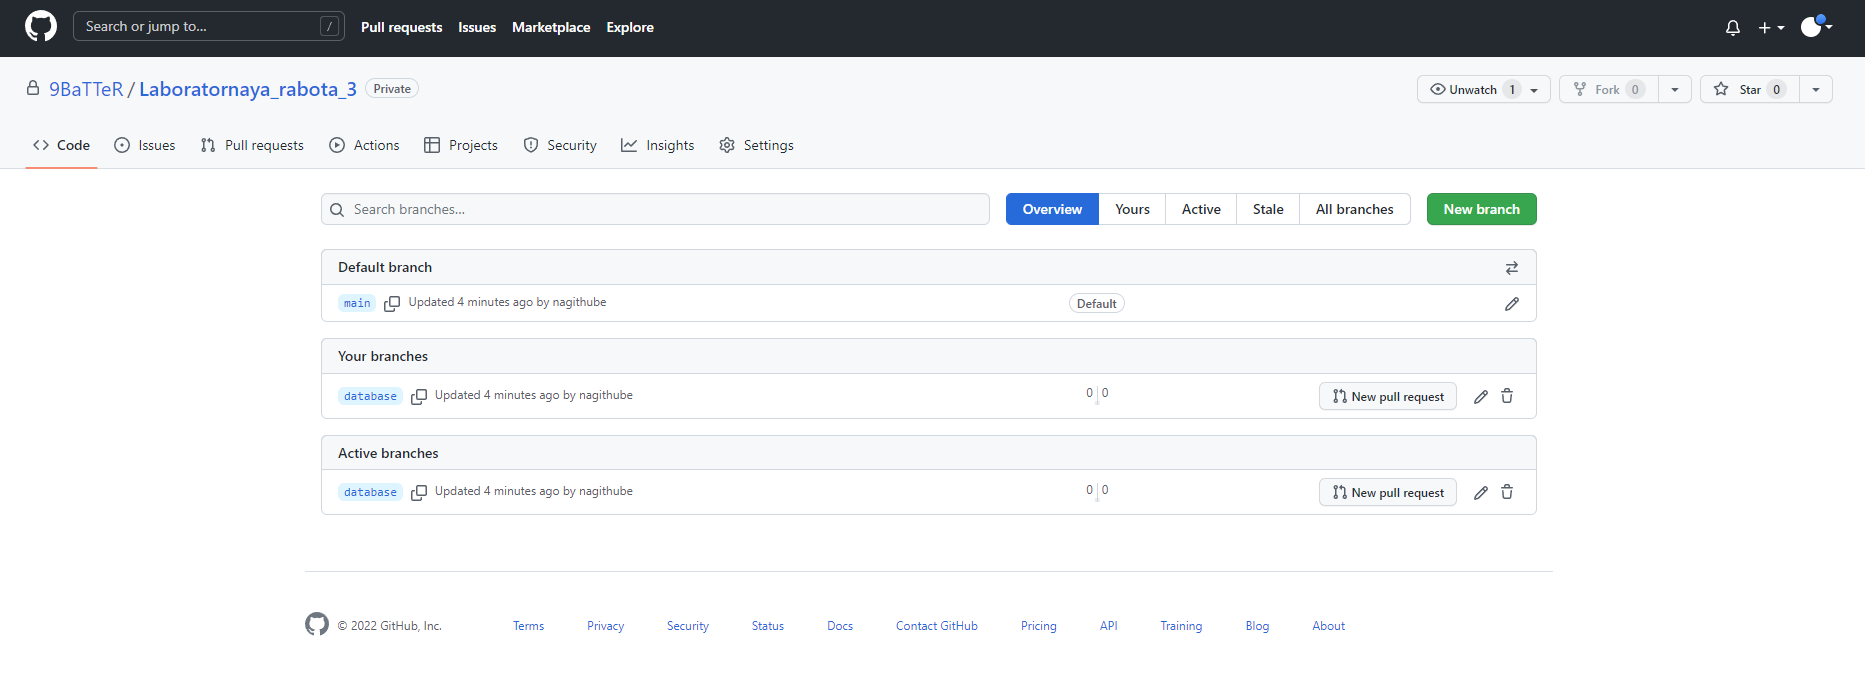 Search or jump to... / Pull requests Issues Marketplace Explore
9BaTTeR / Laboratornaya_rabota_3 Private Unwatch 1 Fork 0 Star 0
Code Issues Pull requests Actions Projects Security Insights Settings
Search branches... Overview Yours Active Stale All branches New branch
Default branch
main Updated 4 minutes ago by nagithube Default
Your branches
database Updated 4 minutes ago by nagithube 0 0 New pull request
Active branches
database Updated 4 minutes ago by nagithube 0 0 New pull request
© 2022 GitHub, Inc. Terms Privacy Security Status Docs Contact GitHub Pricing API Training Blog About